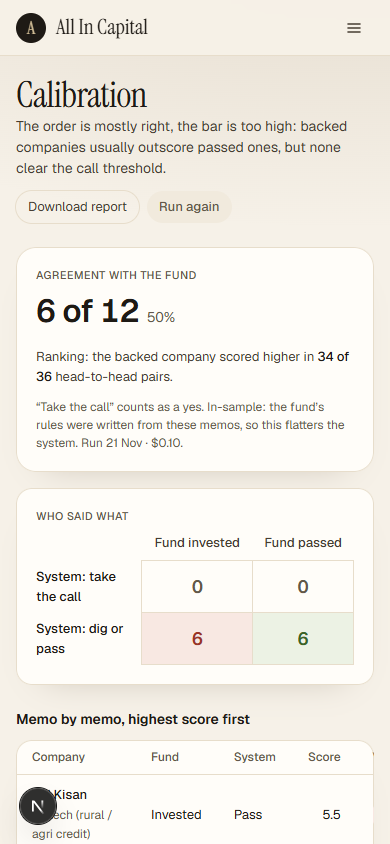 A All In Capital
Calibration
The order is mostly right, the bar is too high: backed
companies usually outscore passed ones, but none
clear the call threshold.
Download report Run again
AGREEMENT WITH THE FUND
6 of 12 50%
Ranking: the backed company scored higher in 34 of
36 head-to-head pairs.
“Take the call” counts as a yes. In-sample: the fund’s
rules were written from these memos, so this flatters the
system. Run 21 Nov · $0.10.
WHO SAID WHAT
Fund invested Fund passed
System: take
the call
0 0
System: dig or
pass
6 6
Memo by memo, highest score first
Company Fund System Score
Kisan
(rural /
agri credit)
Invested Pass 5.5
N